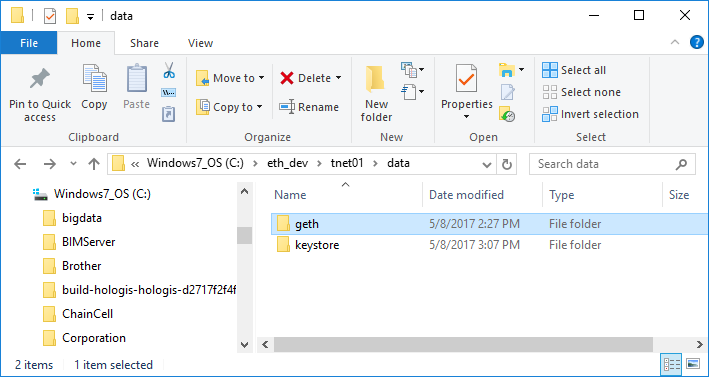 data
File Home Share View
Pin to Quick access
Copy
Paste
Move to
Copy to
Delete
Rename
New folder
Properties
Select all
Select none
Invert selection
Clipboard Organize New Open Select
« Windows7_OS (C:) > eth_dev > tnet01 > data
Search data
Windows7_OS (C:)
bigdata
BIMServer
Brother
build-hologis-hologis-d2717f2f4f
ChainCell
Corporation
Name Date modified Type Size
geth 5/8/2017 2:27 PM File folder
keystore 5/8/2017 3:07 PM File folder
2 items 1 item selected